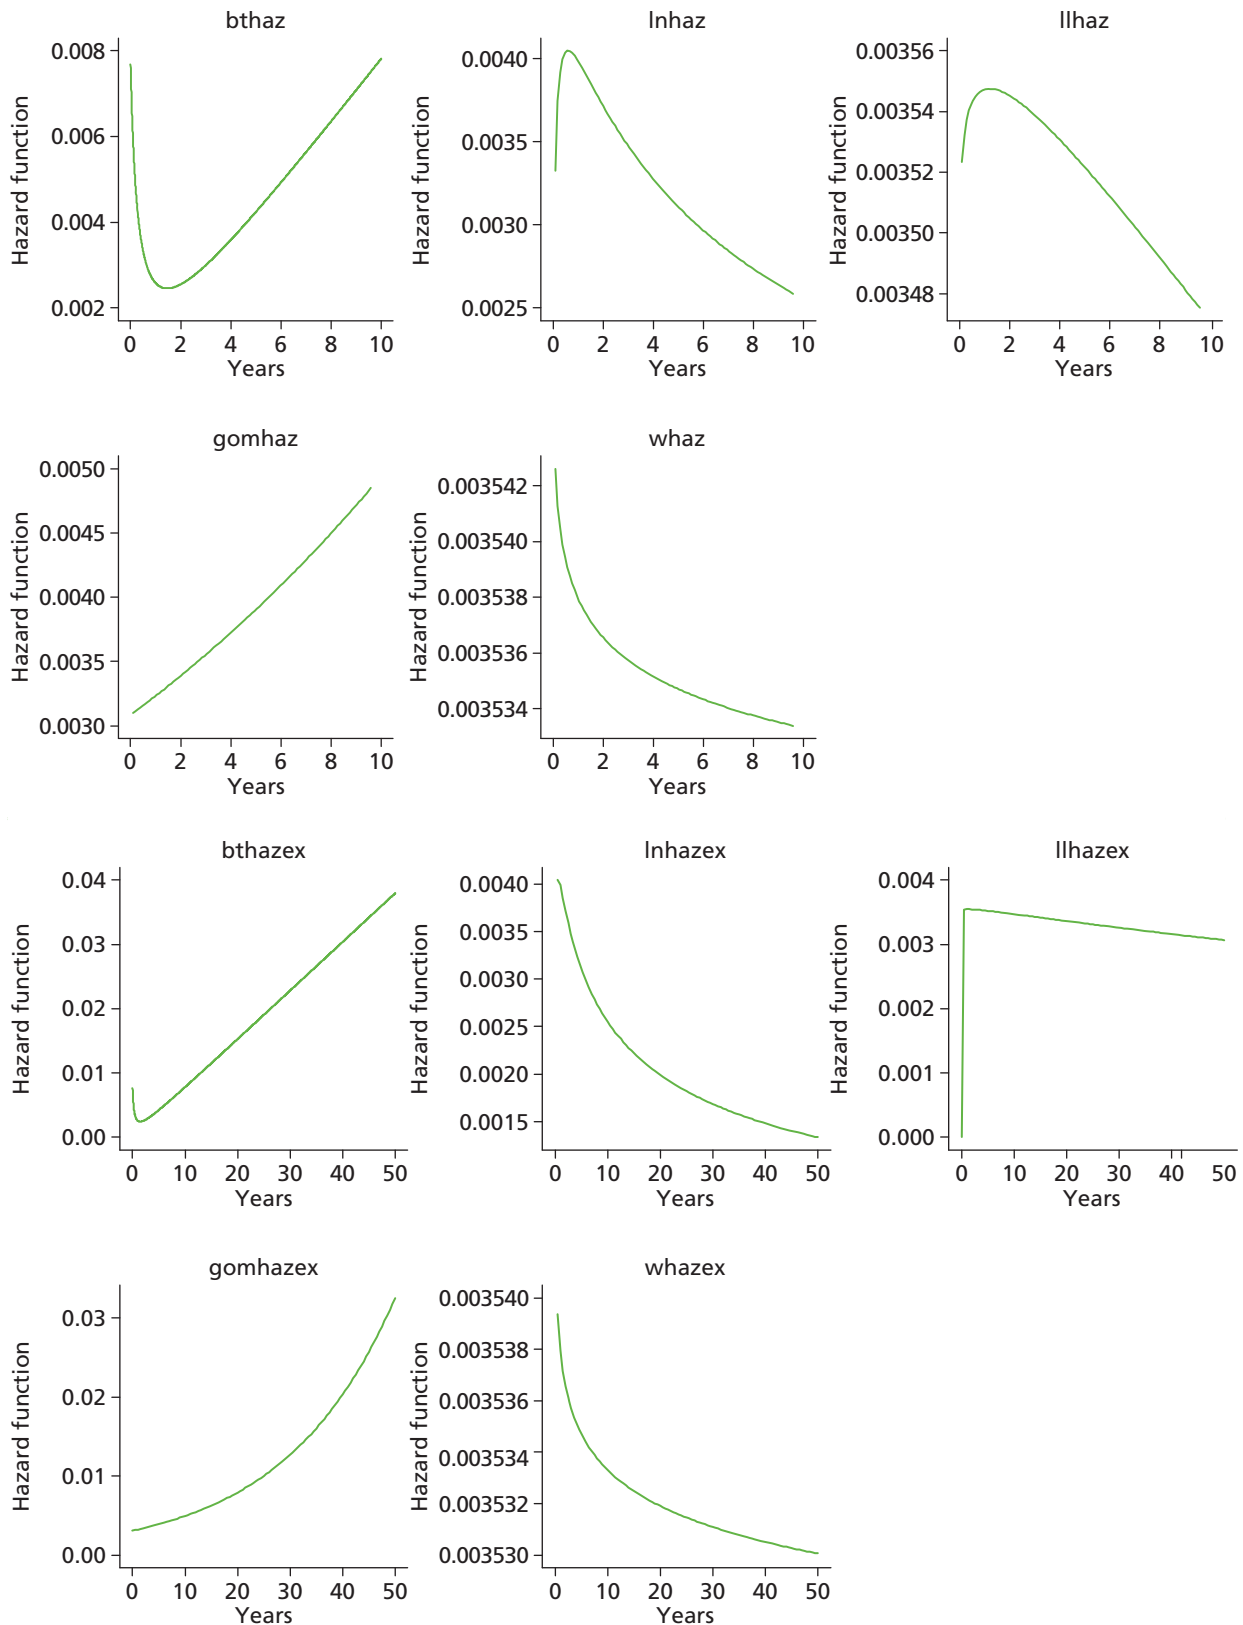 bthaz
Hazard function
0.008
0.006
0.004
0.002
0 2 4 6 8 10
Years
lnhaz
Hazard function
0.0040
0.0035
0.0030
0.0025
0 2 4 6 8 10
Years
llhaz
Hazard function
0.00356
0.00354
0.00352
0.00350
0.00348
0 2 4 6 8 10
Years
gomhaz
Hazard function
0.0050
0.0045
0.0040
0.0035
0.0030
0 2 4 6 8 10
Years
whaz
Hazard function
0.003542
0.003540
0.003538
0.003536
0.003534
0 2 4 6 8 10
Years
bthazex
Hazard function
0.04
0.03
0.02
0.01
0.00
0 10 20 30 40 50
Years
lnhazex
Hazard function
0.0040
0.0035
0.0030
0.0025
0.0020
0.0015
0 10 20 30 40 50
Years
llhazex
Hazard function
0.004
0.003
0.002
0.001
0.000
0 10 20 30 40 50
Years
gomhazex
Hazard function
0.03
0.02
0.01
0.00
0 10 20 30 40 50
Years
whazex
Hazard function
0.003540
0.003538
0.003536
0.003534
0.003532
0.003530
0 10 20 30 40 50
Years